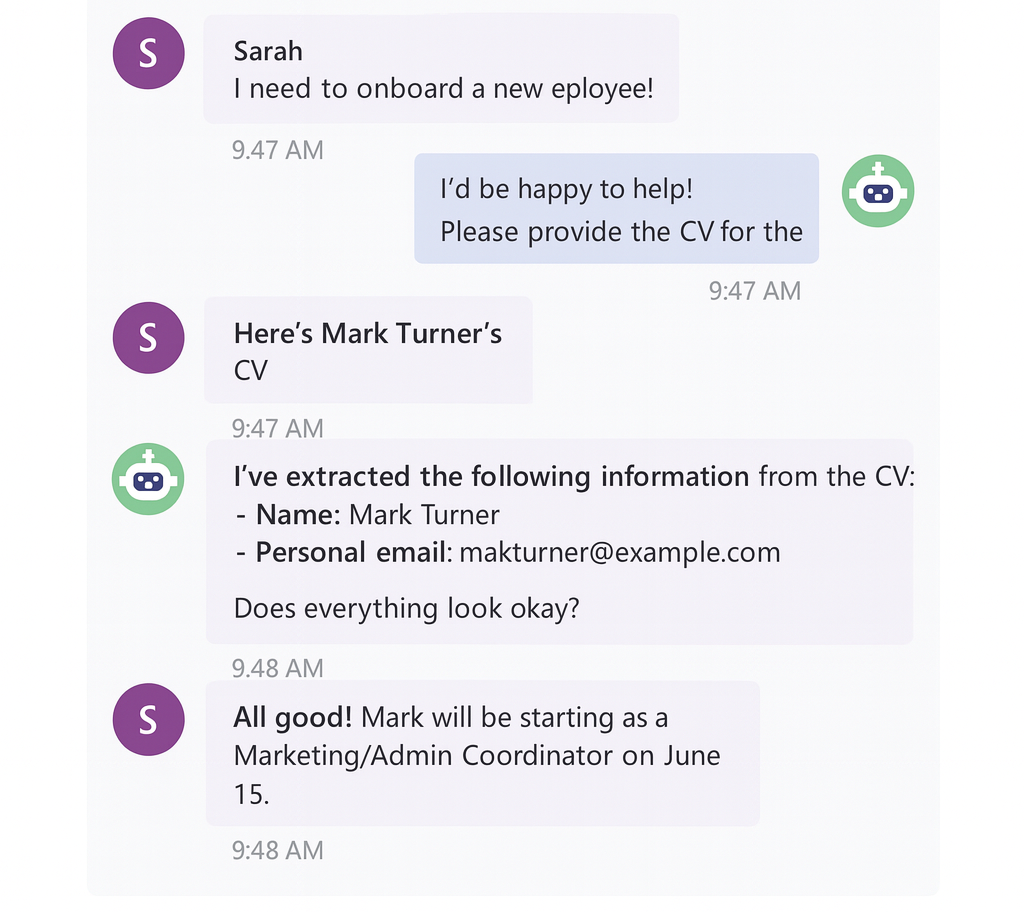 S
Sarah
I need to onboard a new eployee!
9.47 AM
I’d be happy to help!
Please provide the CV for the
9:47 AM
S
Here’s Mark Turner’s
CV
9:47 AM
I’ve extracted the following information from the CV:
- Name: Mark Turner
- Personal email: makturner@example.com
Does everything look okay?
9.48 AM
S
All good! Mark will be starting as a
Marketing/Admin Coordinator on June
15.
9:48 AM